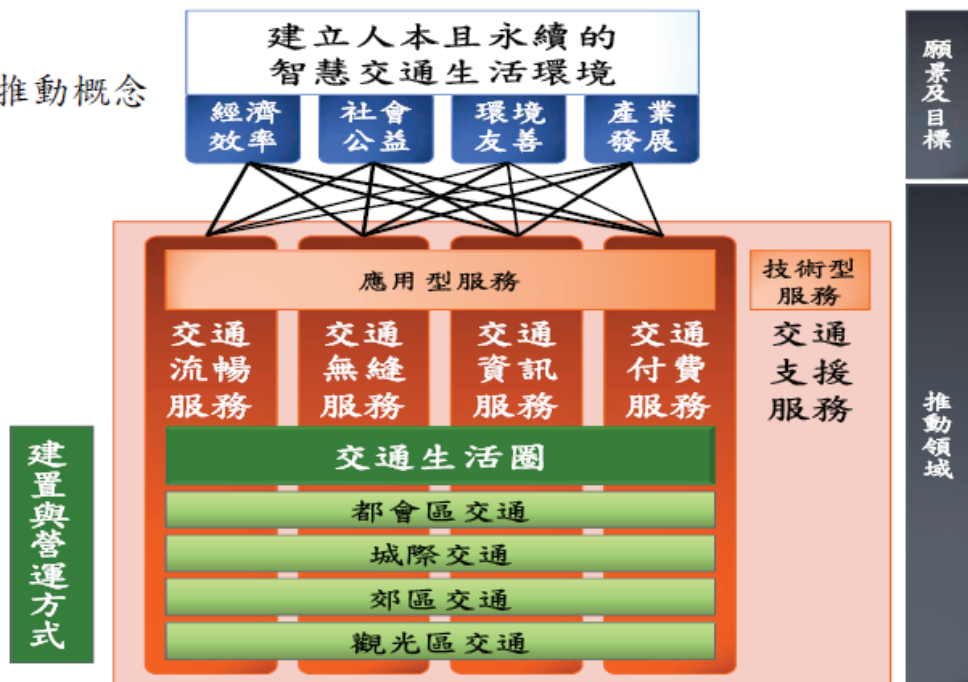 推動概念
建立人本且永續的
智慧交通生活環境
經濟
效率
社會
公益
環境
友善
產業
發展
願景及目標
應用型服務
技術型
服務
交通
流暢
服務
交通
無縫
服務
交通
資訊
服務
交通
付費
服務
交通
支援
服務
推動領域
建置與營運方式
交通生活圈
都會區交通
城際交通
郊區交通
觀光區交通